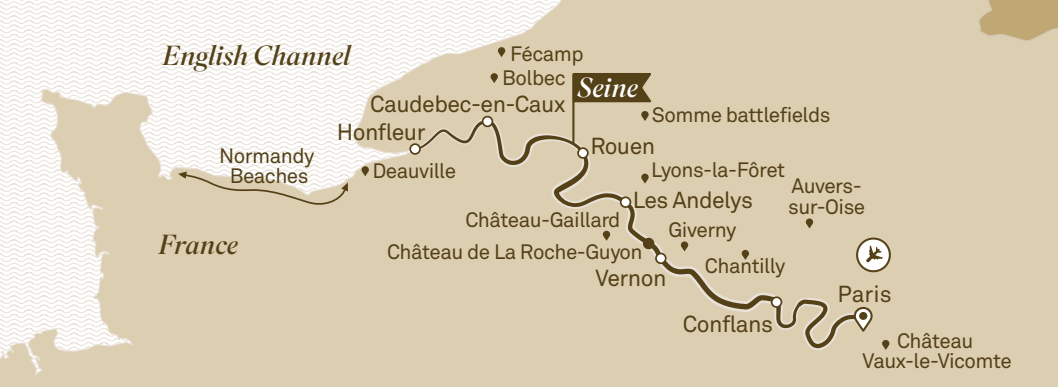 English Channel
Fécamp
Bolbec
Seine
Caudebec-en-Caux
Somme battlefields
Honfleur
Rouen
Normandy
Beaches
Deauville
Lyons-la-Fôret
Auvers-
sur-Oise
Les Andelys
Château-Gaillard
Giverny
France
Château de La Roche-Guyon
Chantilly
Vernon
Paris
Conflans
Château
Vaux-le-Vicomte